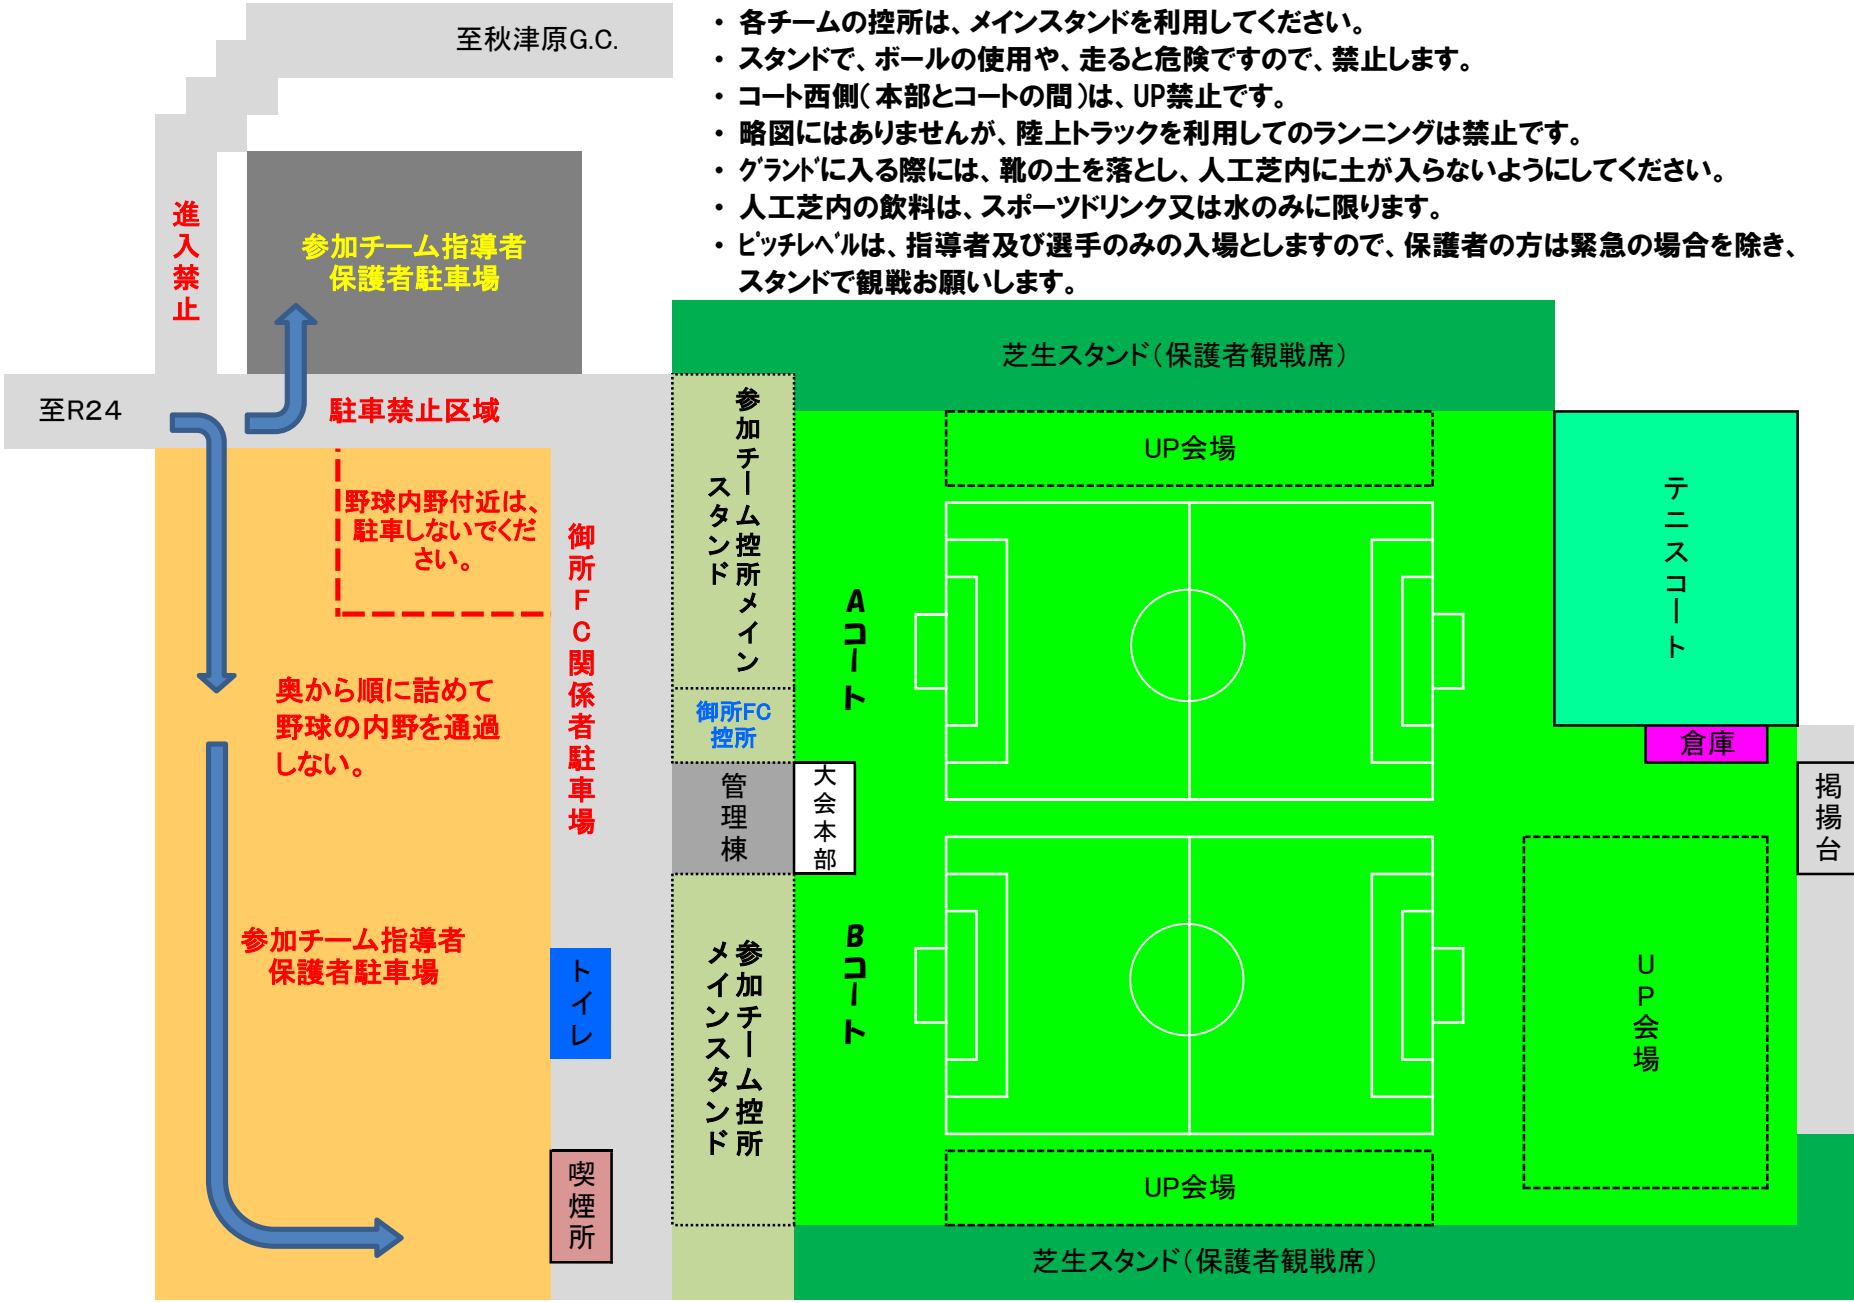 至秋津原G.C.
・ 各チームの控所は、メインスタンドを利用してください。
・ スタンドで、ボールの使用や、走ると危険ですので、禁止します。
・ コート西側（本部とコートの間）は、UP禁止です。
・ 略図にはありませんが、陸上トラックを利用してのランニングは禁止です。
・ グランドに入る際には、靴の土を落とし、人工芝内に土が入らないようにしてください。
・ 人工芝内の飲料は、スポーツドリンク又は水のみに限ります。
・ ピッチレベルは、指導者及び選手のみの入場としますので、保護者の方は緊急の場合を除き、
スタンドで観戦お願いします。
進入禁止
参加チーム指導者
保護者駐車場
至R24
駐車禁止区域
野球内野付近は、
駐車しないでくだ
さい。
奥から順に詰めて
野球の内野を通過
しない。
参加チーム指導者
保護者駐車場
御所FC関係者駐車場
トイレ
喫煙所
参加チーム控所メイン
スタンド
御所FC
控所
管理棟
大会本部
参加チーム控所
メインスタンド
芝生スタンド（保護者観戦席）
UP会場
Aコート
Bコート
UP会場
芝生スタンド（保護者観戦席）
テニスコート
倉庫
掲揚台
UP会場